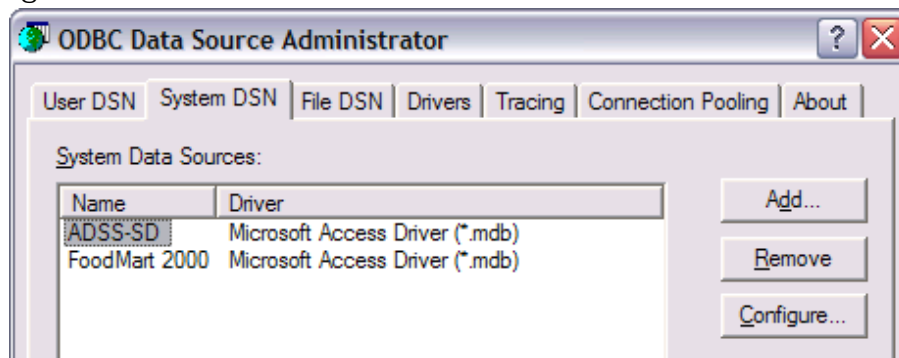 ODBC Data Source Administrator
User DSN System DSN File DSN Drivers Tracing Connection Pooling About
System Data Sources:
Name Driver
ADSS-SD Microsoft Access Driver (*.mdb)
FoodMart 2000 Microsoft Access Driver (*.mdb)
Add...
Remove
Configure...